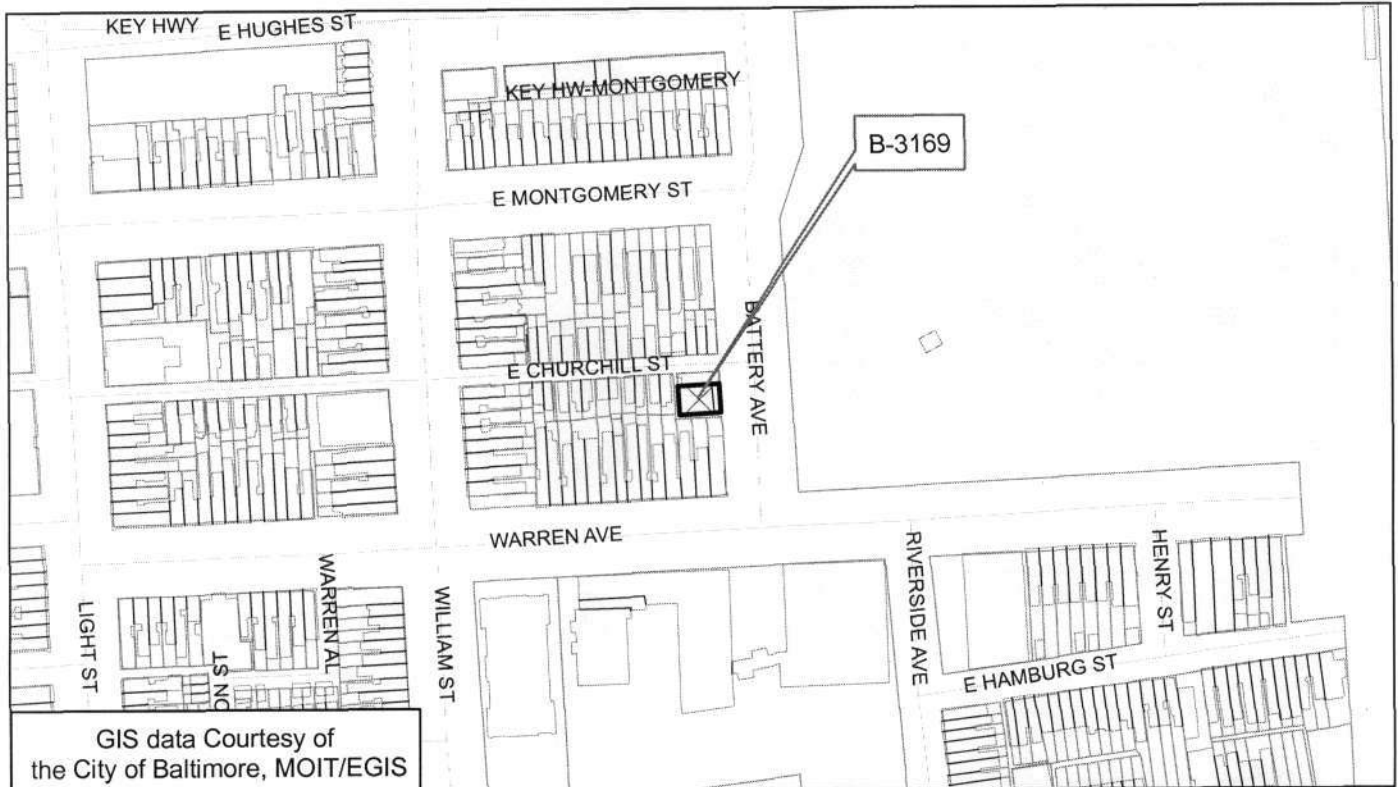 KEY HWY
E HUGHES ST
KEY HW-MONTGOMERY
B-3169
E MONTGOMERY ST
BATTERY AVE
E CHURCHILL ST
WARREN AVE
LIGHT ST
ON ST
WARREN AL
WILLIAM ST
RIVERSIDE AVE
HENRY ST
E HAMBURG ST
GIS data Courtesy of
the City of Baltimore, MOIT/EGIS